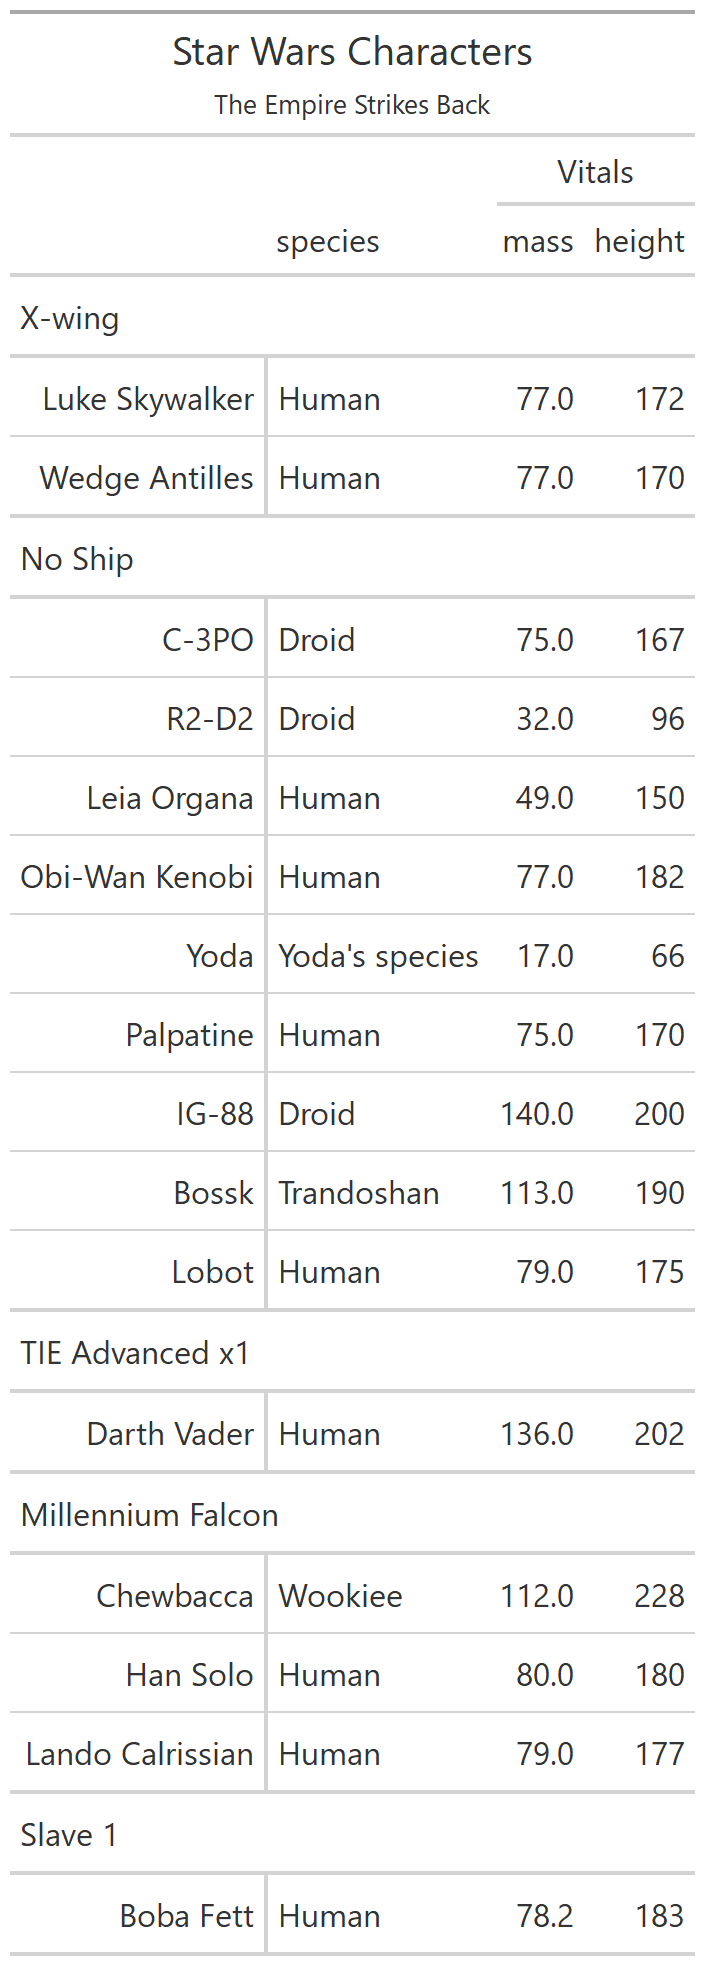 Star Wars Characters
The Empire Strikes Back
Vitals
species mass height
X-wing
Luke Skywalker Human 77.0 172
Wedge Antilles Human 77.0 170
No Ship
C-3PO Droid 75.0 167
R2-D2 Droid 32.0 96
Leia Organa Human 49.0 150
Obi-Wan Kenobi Human 77.0 182
Yoda Yoda's species 17.0 66
Palpatine Human 75.0 170
IG-88 Droid 140.0 200
Bossk Trandoshan 113.0 190
Lobot Human 79.0 175
TIE Advanced x1
Darth Vader Human 136.0 202
Millennium Falcon
Chewbacca Wookiee 112.0 228
Han Solo Human 80.0 180
Lando Calrissian Human 79.0 177
Slave 1
Boba Fett Human 78.2 183